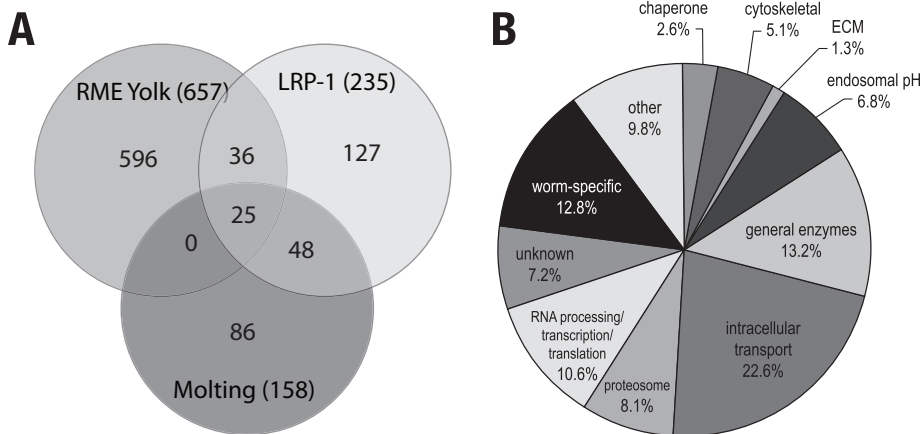 A
RME Yolk (657)
LRP-1 (235)
596
36
127
25
0
48
86
Molting (158)
B
chaperone
2.6%
cytoskeletal
5.1%
ECM
1.3%
endosomal pH
6.8%
general enzymes
13.2%
intracellular
transport
22.6%
proteosome
8.1%
RNA processing/
transcription/
translation
10.6%
unknown
7.2%
worm-specific
12.8%
other
9.8%